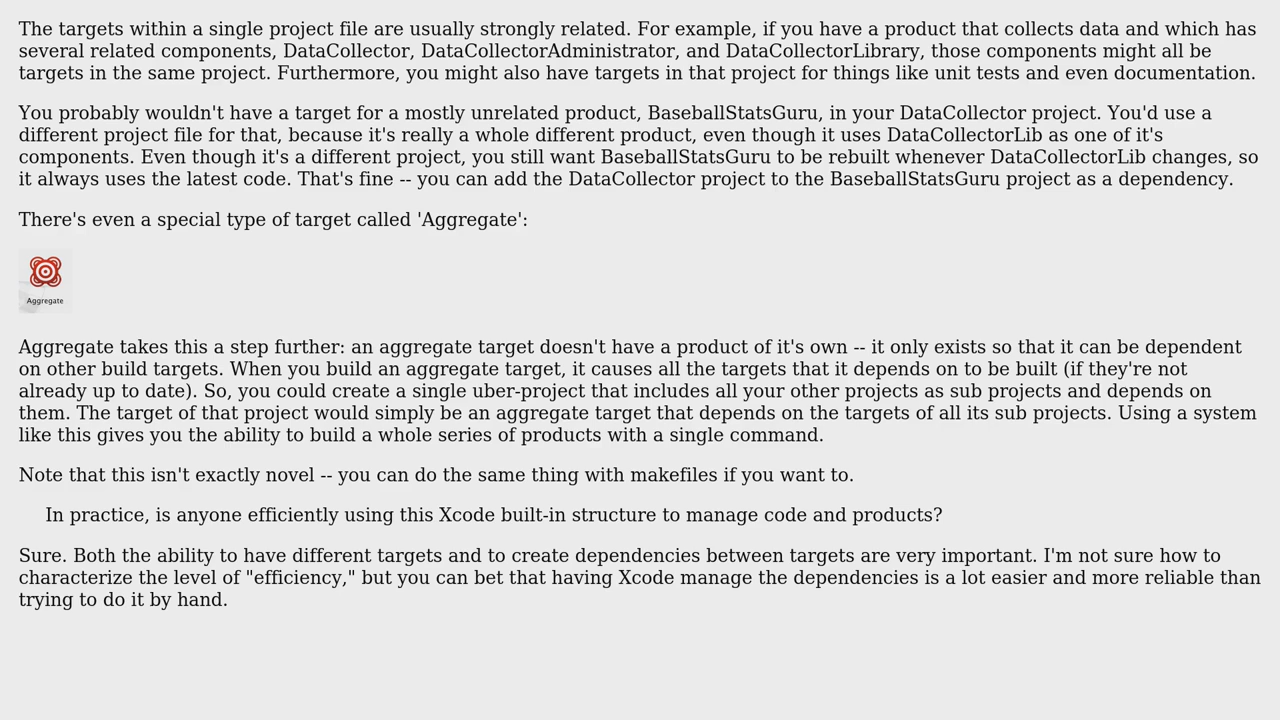 The targets within a single project file are usually strongly related. For example, if you have a product that collects data and which has
several related components, DataCollector, DataCollectorAdministrator, and DataCollectorLibrary, those components might all be
targets in the same project. Furthermore, you might also have targets in that project for things like unit tests and even documentation.
You probably wouldn't have a target for a mostly unrelated product, BaseballStatsGuru, in your DataCollector project. You'd use a
different project file for that, because it's really a whole different product, even though it uses DataCollectorLib as one of it's
components. Even though it's a different project, you still want BaseballStatsGuru to be rebuilt whenever DataCollectorLib changes, so
it always uses the latest code. That's fine -- you can add the DataCollector project to the BaseballStatsGuru project as a dependency.
There's even a special type of target called 'Aggregate':
Aggregate
Aggregate takes this a step further: an aggregate target doesn't have a product of it's own -- it only exists so that it can be dependent
on other build targets. When you build an aggregate target, it causes all the targets that it depends on to be built (if they're not
already up to date). So, you could create a single uber-project that includes all your other projects as sub projects and depends on
them. The target of that project would simply be an aggregate target that depends on the targets of all its sub projects. Using a system
like this gives you the ability to build a whole series of products with a single command.
Note that this isn't exactly novel -- you can do the same thing with makefiles if you want to.
In practice, is anyone efficiently using this Xcode built-in structure to manage code and products?
Sure. Both the ability to have different targets and to create dependencies between targets are very important. I'm not sure how to
characterize the level of "efficiency," but you can bet that having Xcode manage the dependencies is a lot easier and more reliable than
trying to do it by hand.